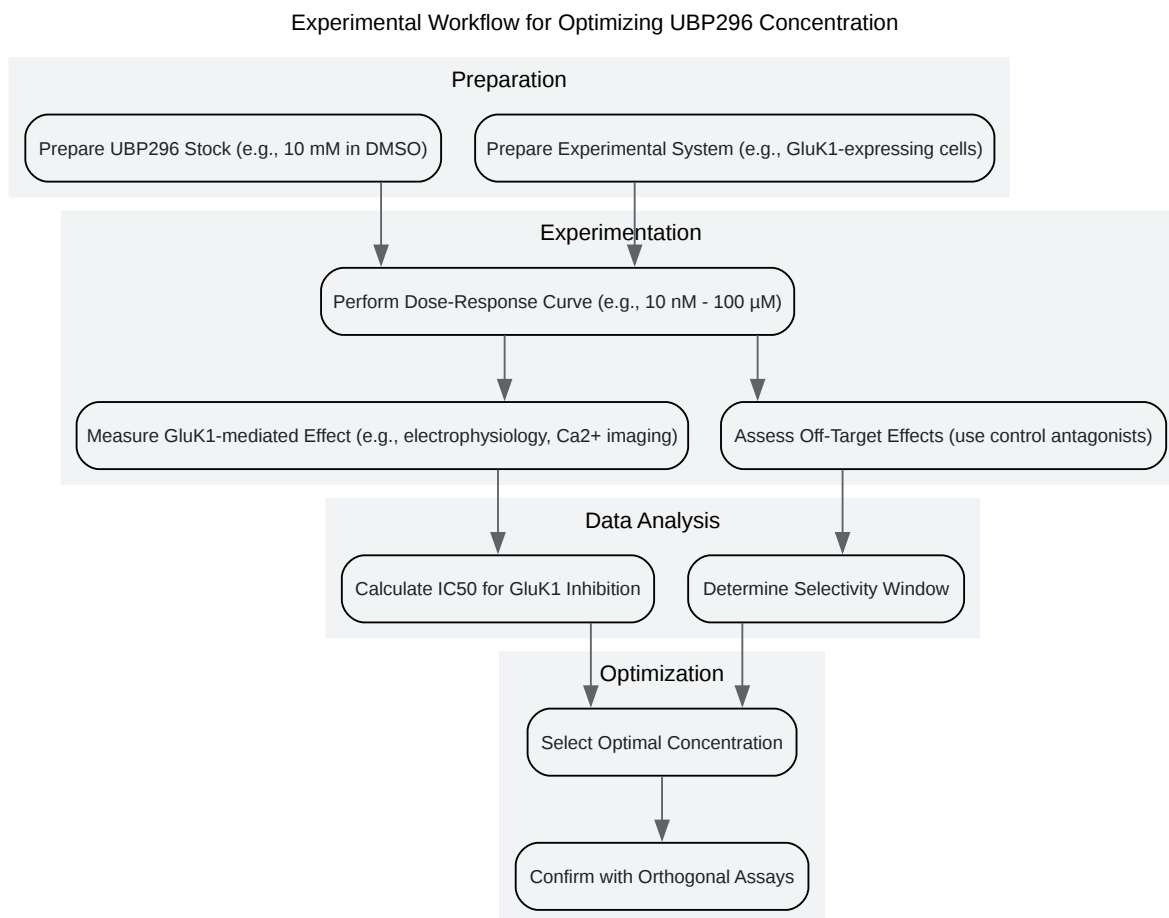 Experimental Workflow for Optimizing UBP296 Concentration
Preparation
Prepare UBP296 Stock (e.g., 10 mM in DMSO)
Prepare Experimental System (e.g., GluK1-expressing cells)
Experimentation
Perform Dose-Response Curve (e.g., 10 nM - 100 µM)
Measure GluK1-mediated Effect (e.g., electrophysiology, Ca2+ imaging)
Assess Off-Target Effects (use control antagonists)
Data Analysis
Calculate IC50 for GluK1 Inhibition
Determine Selectivity Window
Optimization
Select Optimal Concentration
Confirm with Orthogonal Assays